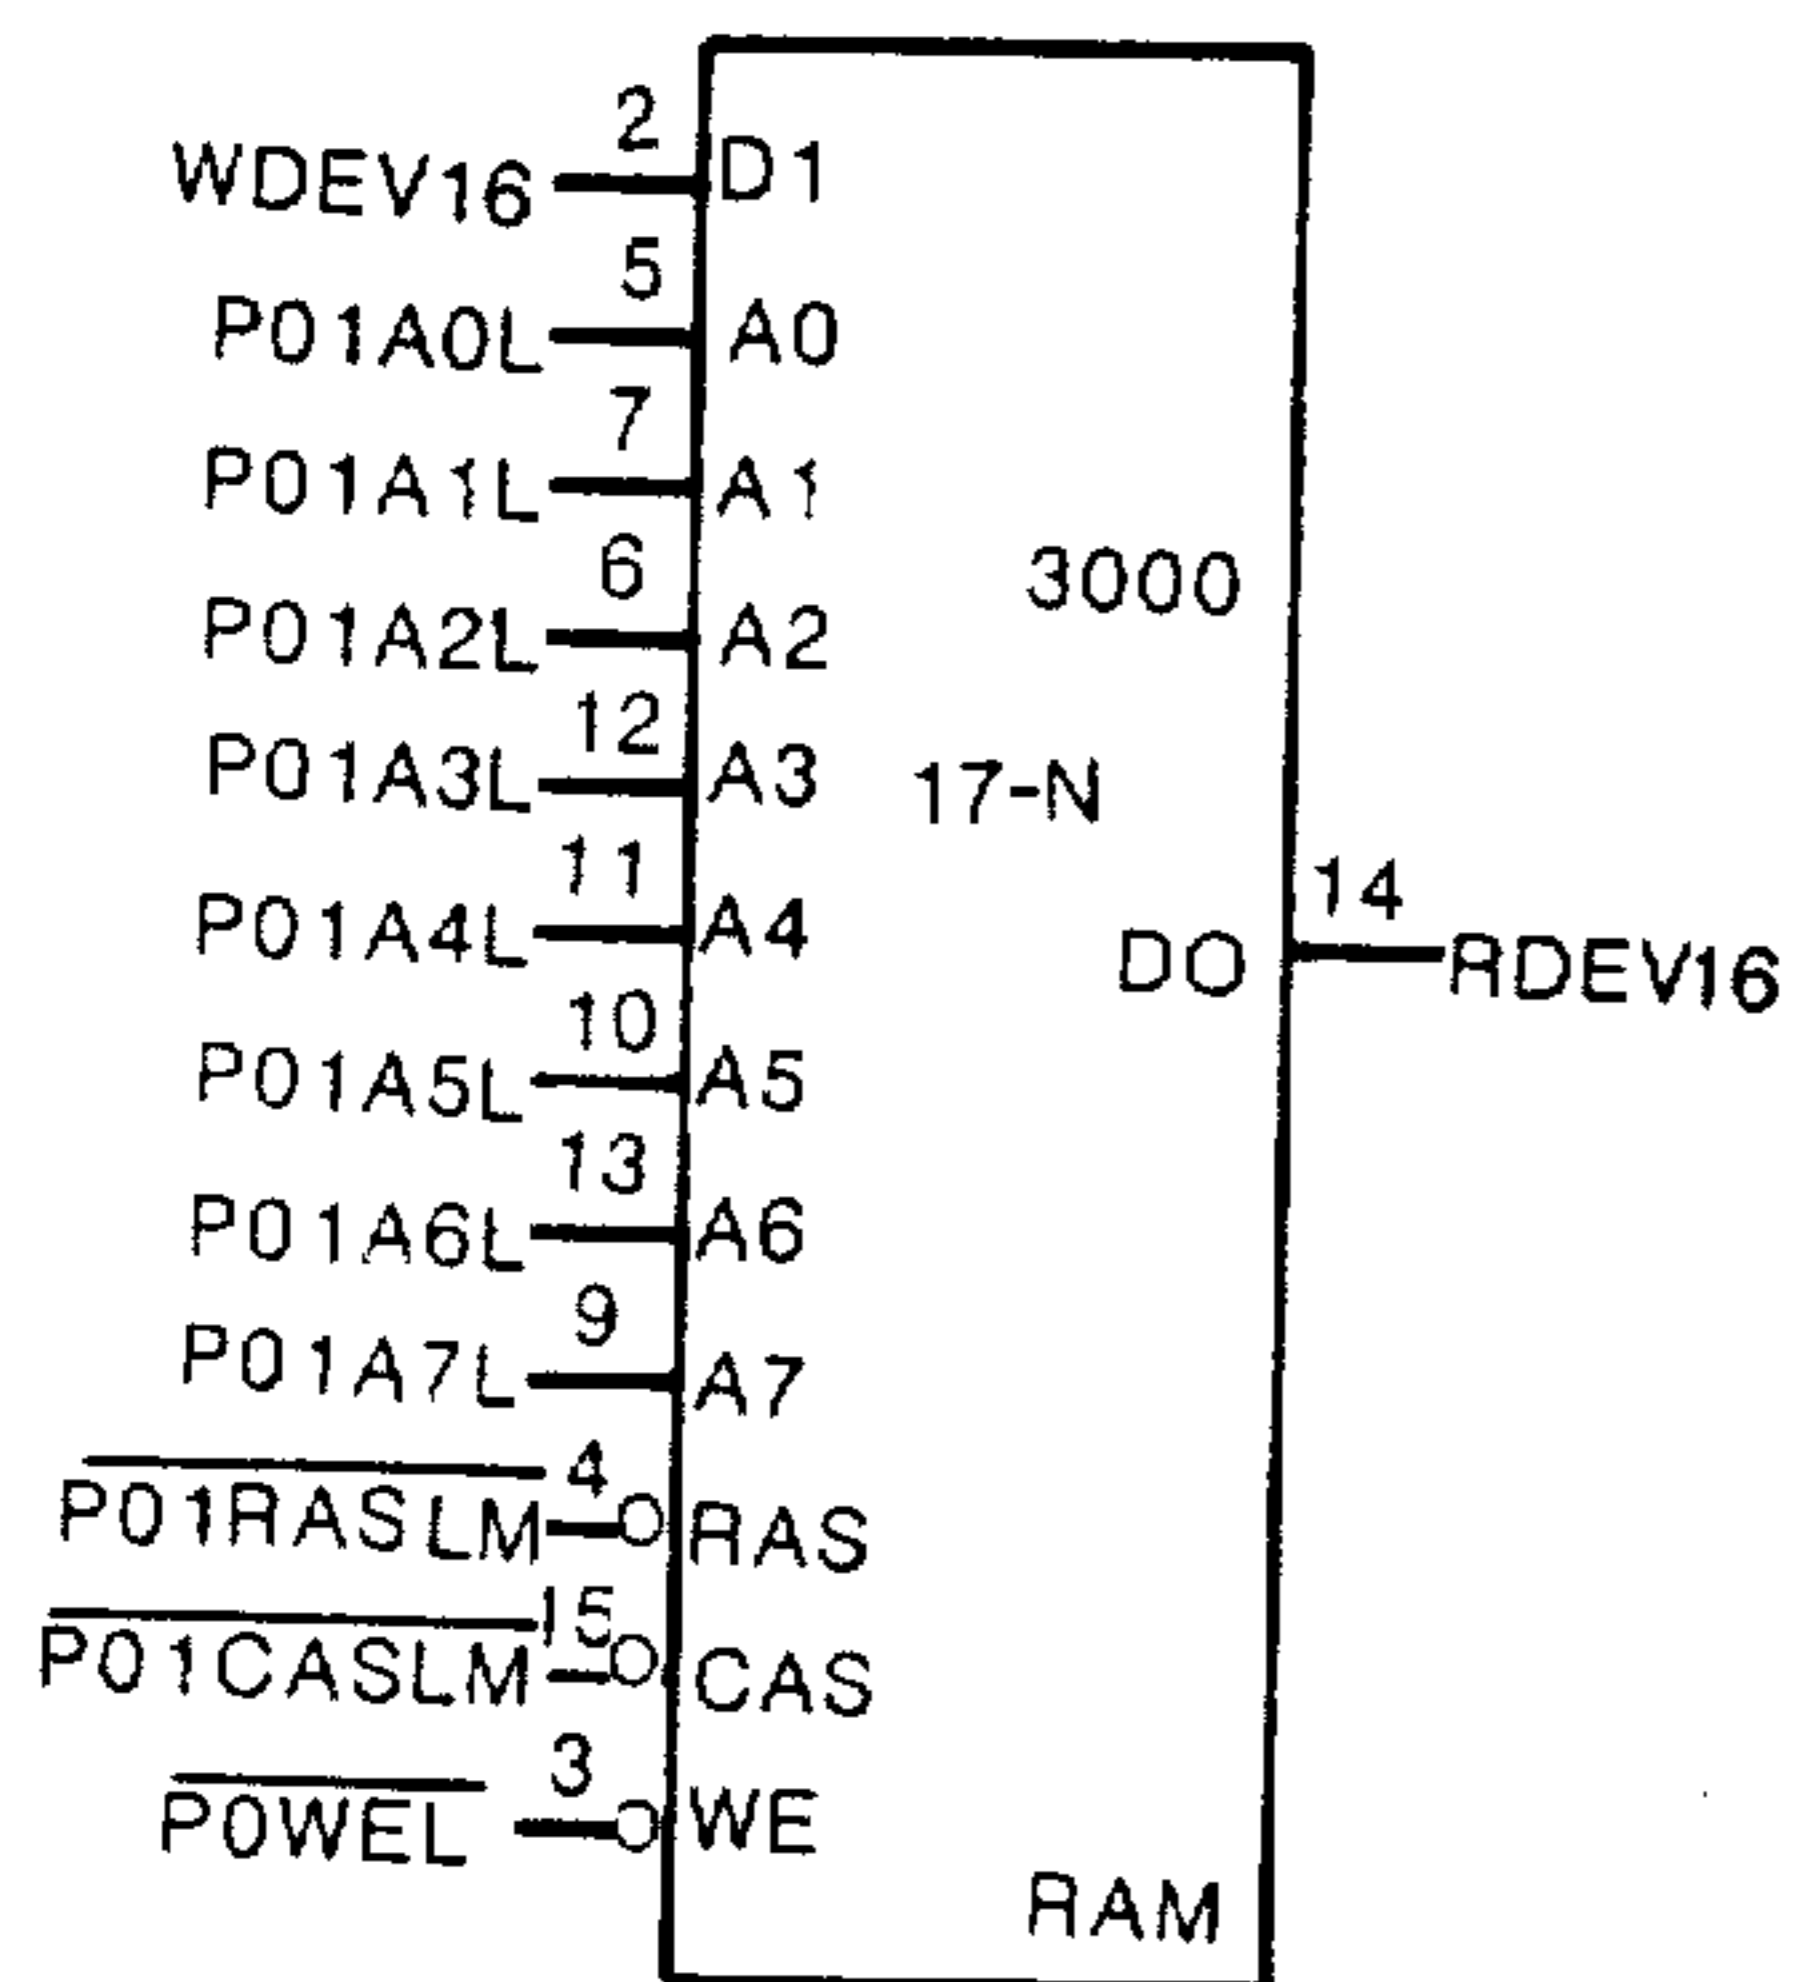 2
WDEV16 D1
5
P01A0L A0
7
P01A1L A1
6
P01A2L A2
3000
12
P01A3L A3
17-N
11
P01A4L A4
14
DO RDEV16
10
P01A5L A5
13
P01A6L A6
9
P01A7L A7
4
P01RASLM RAS
15
P01CASLM CAS
3
P0WEL WE
RAM